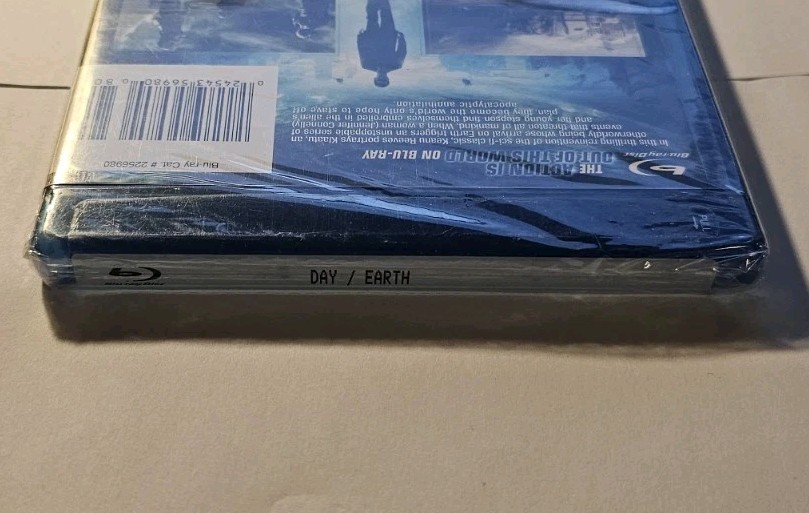 THE ACTION IS
OUT OF THIS WORLD ON BLU-RAY
Blu-ray Disc
In this thrilling reinvention of the sci-fi classic, Keanu Reeves portrays Klaatu, an
otherworldly being whose arrival on Earth triggers an unstoppable series of
events that threaten all of mankind. When a woman (Jennifer Connelly)
and her young stepson find themselves embroiled in the alien's
plan, they become the world's only hope to stave off
apocalyptic annihilation.
Blu-ray Cat # 2256980
0 24543 56980 8
PULL
DAY / EARTH